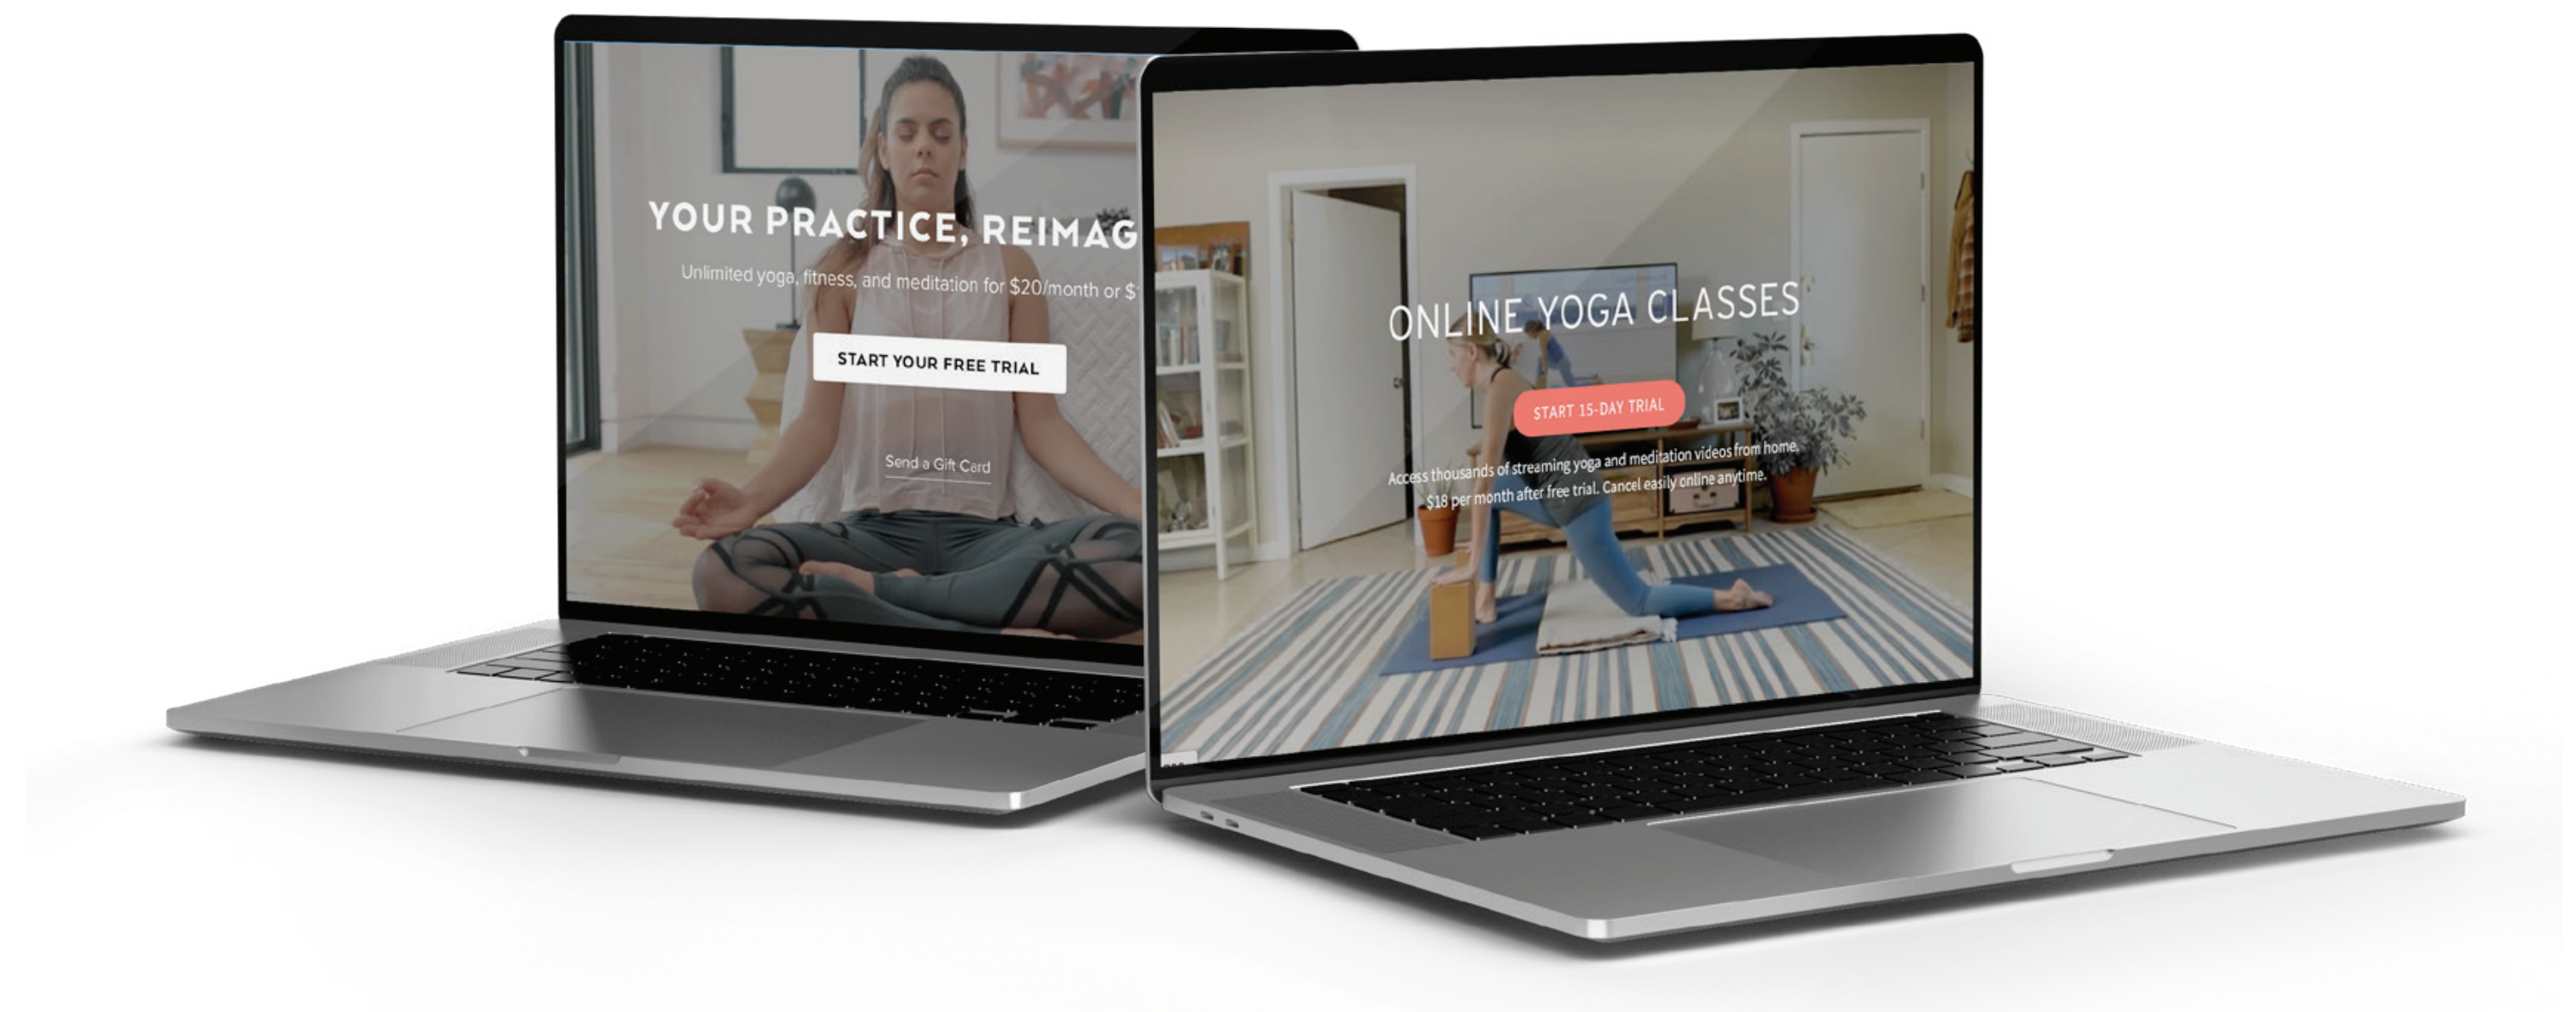 YOUR PRACTICE, REIMAG
Unlimited yoga, fitness, and meditation for $20/month or $
START YOUR FREE TRIAL
Send a Gift Card
ONLINE YOGA CLASSES
START 15-DAY TRIAL
Access thousands of streaming yoga and meditation videos from home.
$18 per month after free trial. Cancel easily online anytime.